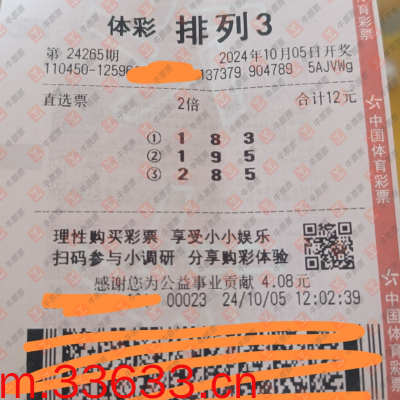 体彩 排列3
第 24265期 2024年10月05日开奖
110450-12596 137379 904789 5AJVWg
直选票 2倍 合计12元
① 1 8 3
② 1 9 5
③ 2 8 5
理性购买彩票 享受小小娱乐
扫码参与小调研 分享购彩体验
感谢您为公益事业贡献 4.08元
00023 24/10/05 12:02:39
中国体育彩票
体育彩票
中国体育
m.33633.cn